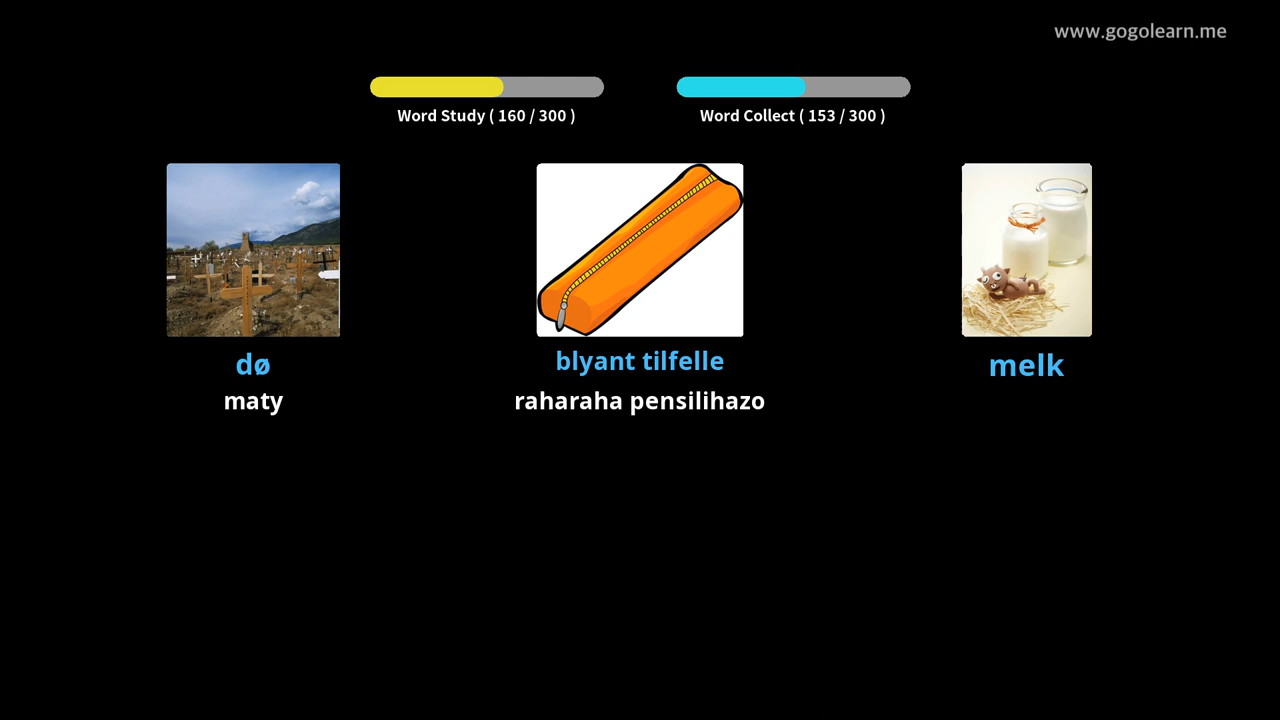 www.gogolearn.me
Word Study ( 160 / 300 )
Word Collect ( 153 / 300 )
dø
maty
blyant tilfelle
raharaha pensilihazo
melk